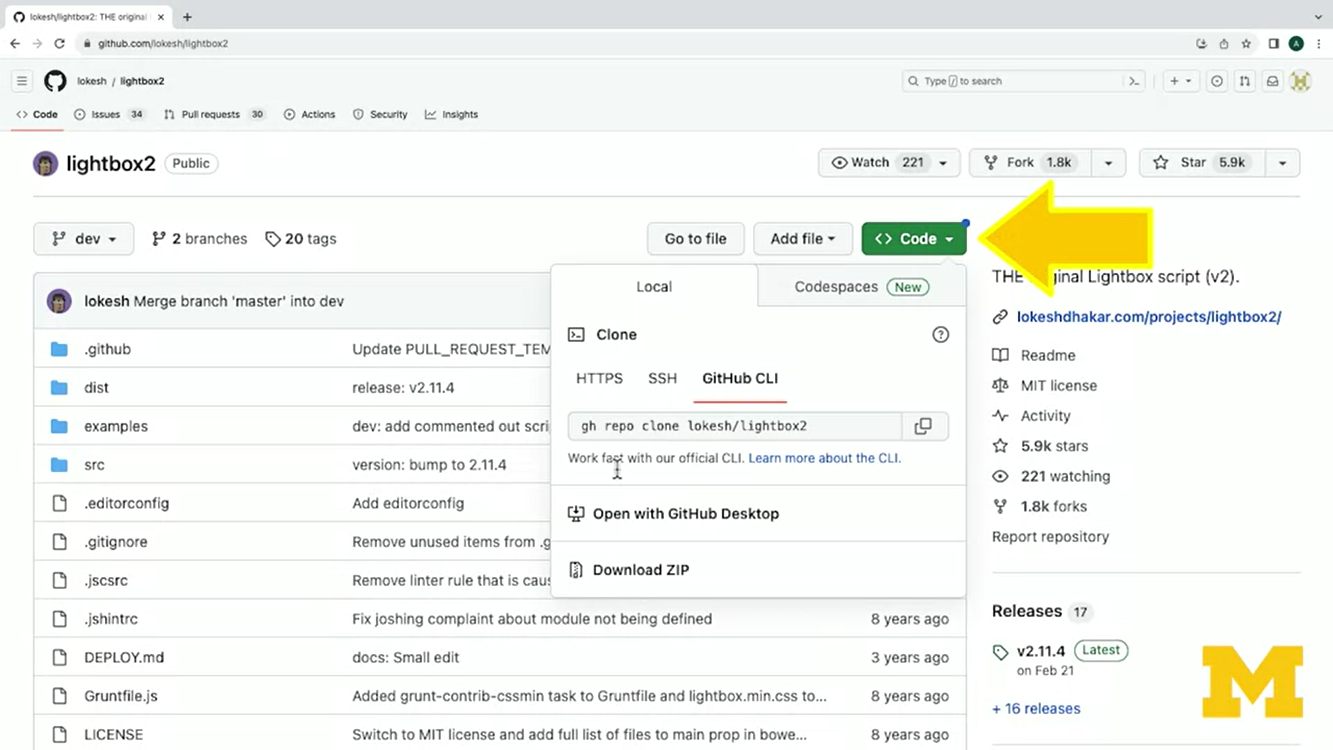 lokesh/lightbox2: THE original
github.com/lokesh/lightbox2
lokesh / lightbox2
Type / to search
Code
Issues 34
Pull requests 30
Actions
Security
Insights
lightbox2 Public
Watch 221
Fork 1.8k
Star 5.9k
dev
2 branches
20 tags
Go to file
Add file
<> Code
Local
Codespaces New
Clone
HTTPS
SSH
GitHub CLI
gh repo clone lokesh/lightbox2
Work fast with our official CLI. Learn more about the CLI.
Open with GitHub Desktop
Download ZIP
lokesh Merge branch 'master' into dev
.github Update PULL_REQUEST_TEM
dist release: v2.11.4
examples dev: add commented out scri
src version: bump to 2.11.4
.editorconfig Add editorconfig
.gitignore Remove unused items from .g
.jscsrc Remove linter rule that is caus
.jshintrc Fix joshing complaint about module not being defined 8 years ago
DEPLOY.md docs: Small edit 3 years ago
Gruntfile.js Added grunt-contrib-cssmin task to Gruntfile and lightbox.min.css to... 8 years ago
LICENSE Switch to MIT license and add full list of files to main prop in bowe... 8 years ago
THE original Lightbox script (v2).
lokeshdhakar.com/projects/lightbox2/
Readme
MIT license
Activity
5.9k stars
221 watching
1.8k forks
Report repository
Releases 17
v2.11.4 Latest
on Feb 21
+ 16 releases
A
M